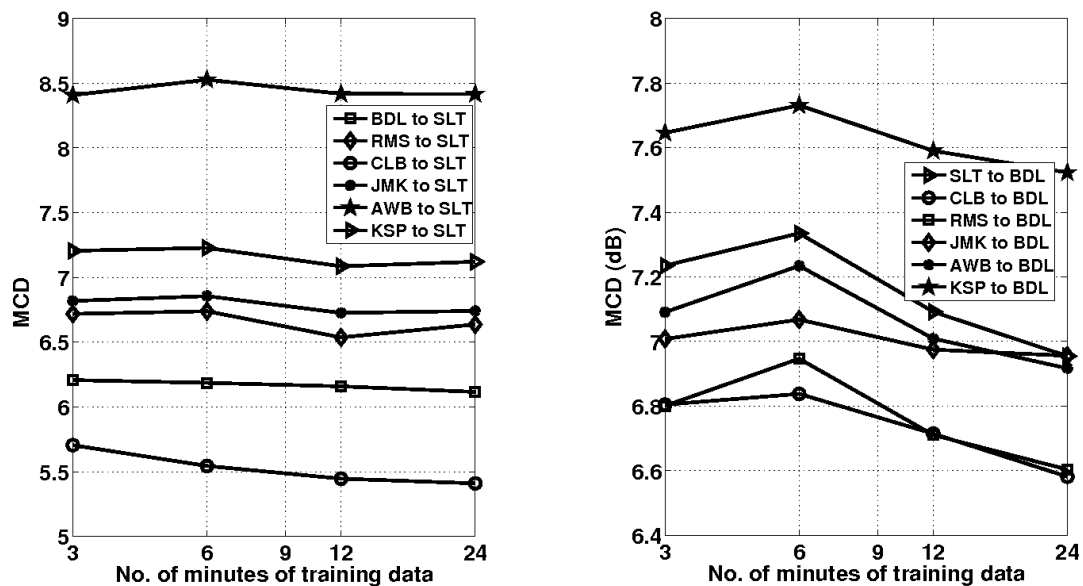 9
8.5
8
7.5
7
6.5
6
5.5
5
MCD
BDL to SLT
RMS to SLT
CLB to SLT
JMK to SLT
AWB to SLT
KSP to SLT
3 6 9 12 24
No. of minutes of training data
8
7.8
7.6
7.4
7.2
7
6.8
6.6
6.4
MCD (dB)
SLT to BDL
CLB to BDL
RMS to BDL
JMK to BDL
AWB to BDL
KSP to BDL
3 6 9 12 24
No. of minutes of training data